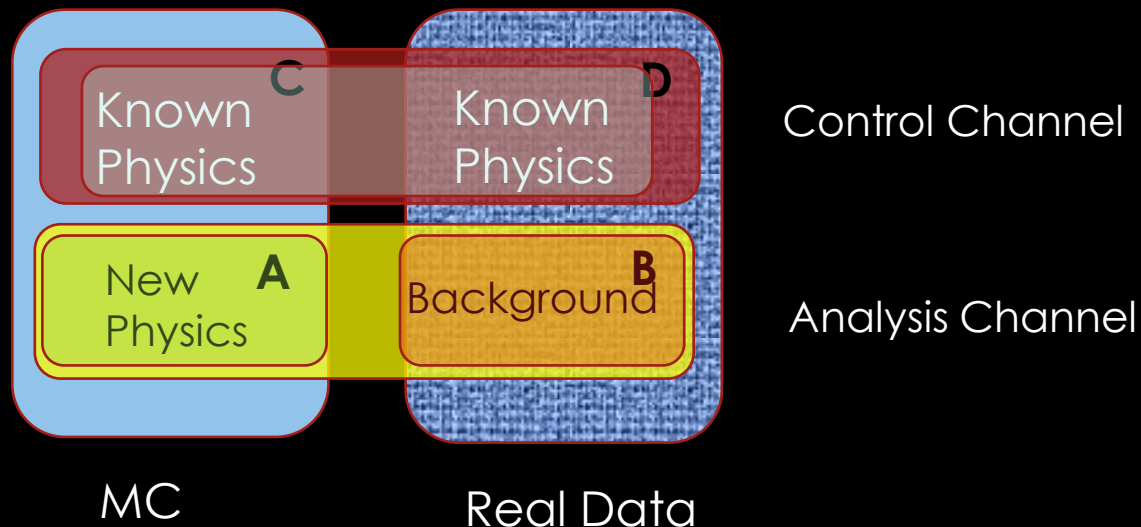 C
D
Known
Physics
Known
Physics
Control Channel
A
New
Physics
B
Background
Analysis Channel
MC
Real Data